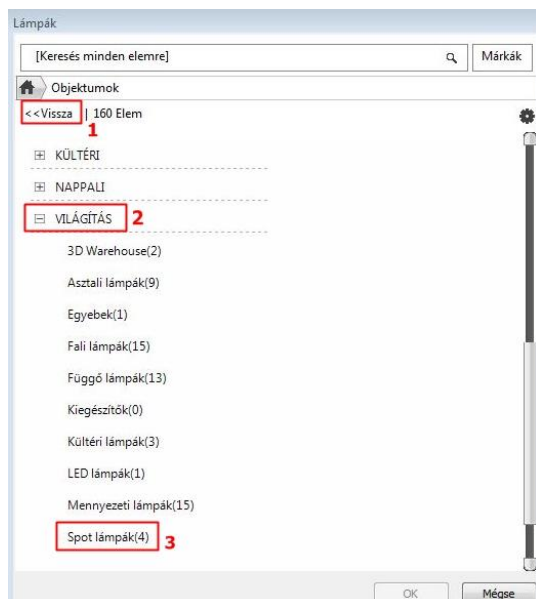 Lámpák
[Keresés minden elemre] Márkák
Objektumok
<<Vissza | 160 Elem
1
KÜLTÉRI
NAPPALI
VILÁGÍTÁS 2
3D Warehouse(2)
Asztali lámpák(9)
Egyebek(1)
Fali lámpák(15)
Függő lámpák(13)
Kiegészítők(0)
Kültéri lámpák(3)
LED lámpák(1)
Mennyezeti lámpák(15)
Spot lámpák(4) 3
OK Mégse